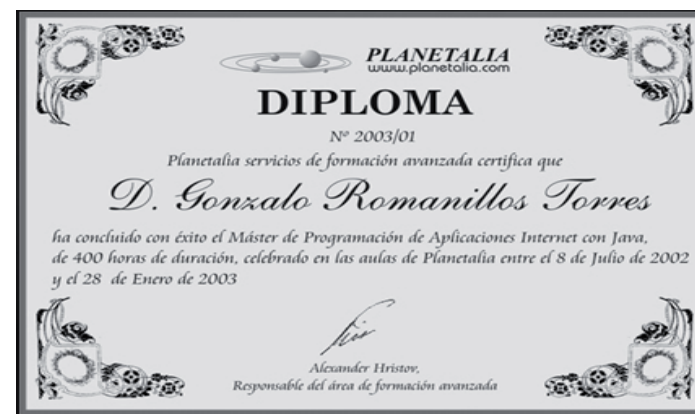 PLANETALIA
www.planetalia.com
DIPLOMA
Nº 2003/01
Planetalia servicios de formación avanzada certifica que
D. Gonzalo Romanillos Torres
ha concluido con éxito el Máster de Programación de Aplicaciones Internet con Java,
de 400 horas de duración, celebrado en las aulas de Planetalia entre el 8 de Julio de 2002
y el 28 de Enero de 2003
Alexander Hristov,
Responsable del área de formación avanzada